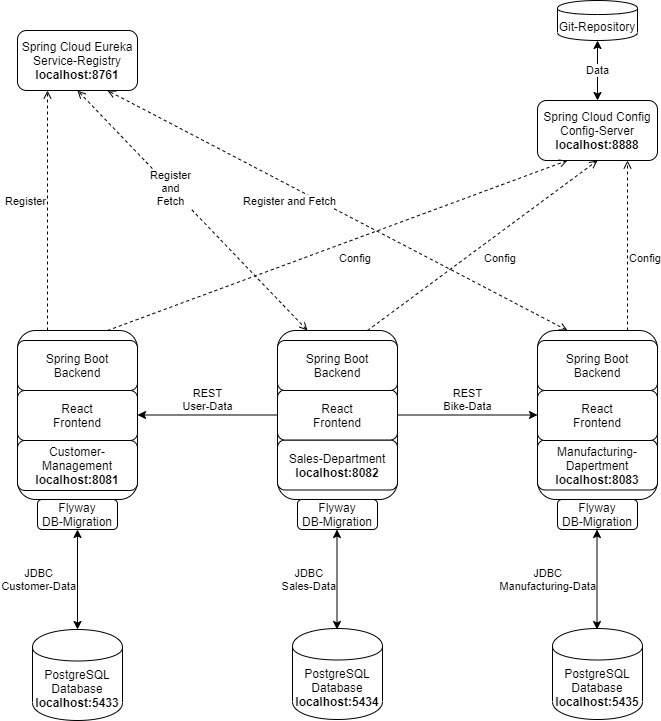 Git-Repository
Spring Cloud Eureka
Service-Registry
localhost:8761
Data
Spring Cloud Config
Config-Server
localhost:8888
Register
Register
and
Fetch
Register and Fetch
Config
Config
Config
Spring Boot
Backend
React
Frontend
Customer-
Management
localhost:8081
REST
User-Data
Spring Boot
Backend
React
Frontend
Sales-Department
localhost:8082
REST
Bike-Data
Spring Boot
Backend
React
Frontend
Manufacturing-
Dapertment
localhost:8083
Flyway
DB-Migration
Flyway
DB-Migration
Flyway
DB-Migration
JDBC
Customer-Data
JDBC
Sales-Data
JDBC
Manufacturing-Data
PostgreSQL
Database
localhost:5433
PostgreSQL
Database
localhost:5434
PostgreSQL
Database
localhost:5435